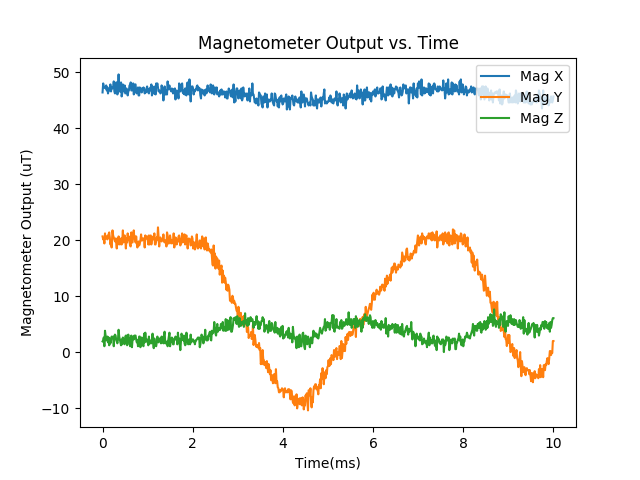 Magnetometer Output vs. Time
Mag X
Mag Y
Mag Z
Magnetometer Output (uT)
50
40
30
20
10
0
−10
0 2 4 6 8 10
Time(ms)